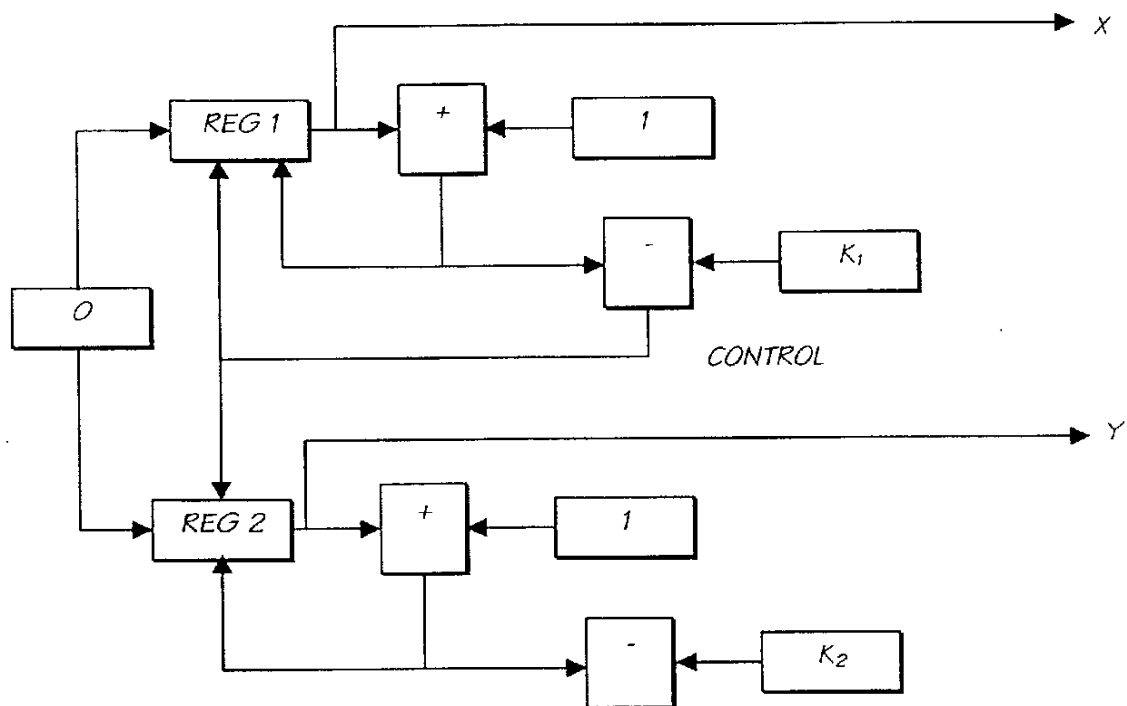 X
REG 1
+
1
-
K₁
O
CONTROL
Y
REG 2
+
1
-
K₂